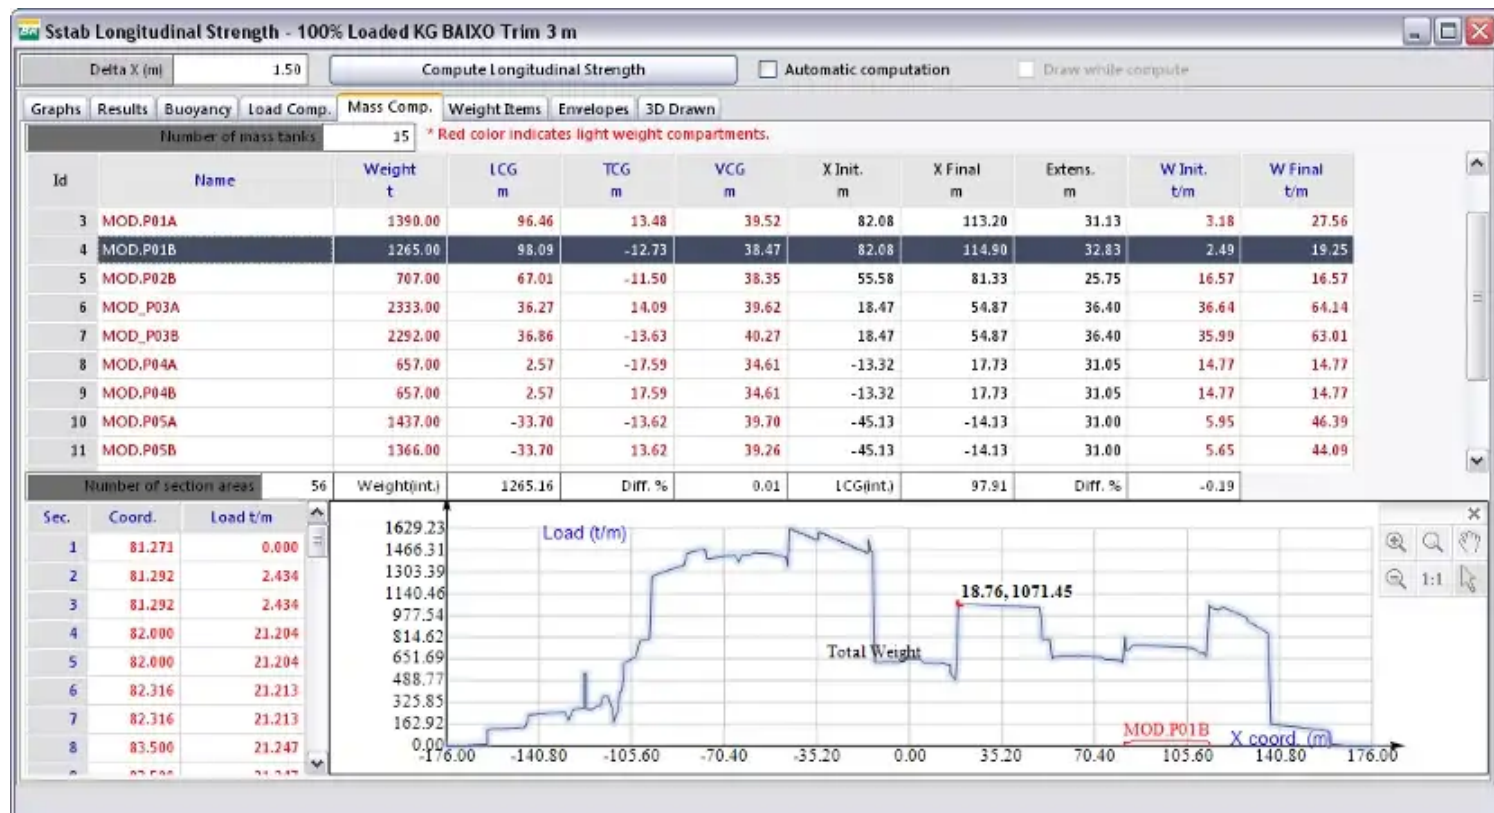 BR Sstab Longitudinal Strength - 100% Loaded KG BAIXO Trim 3 m
Delta X (m) 1.50 Compute Longitudinal Strength Automatic computation Draw while compute
Graphs Results Buoyancy Load Comp. Mass Comp. Weight Items Envelopes 3D Drawn
Number of mass tanks 15 * Red color indicates light weight compartments.
Id Name Weight t LCG m TCG m VCG m X Init. m X Final m Extens. m W Init. t/m W Final t/m
3 MOD.P01A 1390.00 96.46 13.48 39.52 82.08 113.20 31.13 3.18 27.56
4 MOD.P01B 1265.00 98.09 -12.73 38.47 82.08 114.90 32.83 2.49 19.25
5 MOD.P02B 707.00 67.01 -11.50 38.35 55.58 81.33 25.75 16.57 16.57
6 MOD_P03A 2333.00 36.27 14.09 39.62 18.47 54.87 36.40 36.64 64.14
7 MOD_P03B 2292.00 36.86 -13.63 40.27 18.47 54.87 36.40 35.99 63.01
8 MOD.P04A 657.00 2.57 -17.59 34.61 -13.32 17.73 31.05 14.77 14.77
9 MOD.P04B 657.00 2.57 17.59 34.61 -13.32 17.73 31.05 14.77 14.77
10 MOD.P05A 1437.00 -33.70 -13.62 39.70 -45.13 -14.13 31.00 5.95 46.39
11 MOD.P05B 1366.00 -33.70 13.62 39.26 -45.13 -14.13 31.00 5.65 44.09
Number of section areas 56 Weight(int.) 1265.16 Diff. % 0.01 LCG(int.) 97.91 Diff. % -0.19
Sec. Coord. Load t/m
1 81.271 0.000
2 81.292 2.434
3 81.292 2.434
4 82.000 21.204
5 82.000 21.204
6 82.316 21.213
7 82.316 21.213
8 83.500 21.247
Load (t/m)
1629.23
1466.31
1303.39
1140.46
977.54
814.62
651.69
488.77
325.85
162.92
0.00
18.76, 1071.45
Total Weight
MOD.P01B
X coord. (m)
-176.00 -140.80 -105.60 -70.40 -35.20 0.00 35.20 70.40 105.60 140.80 176.00
1:1